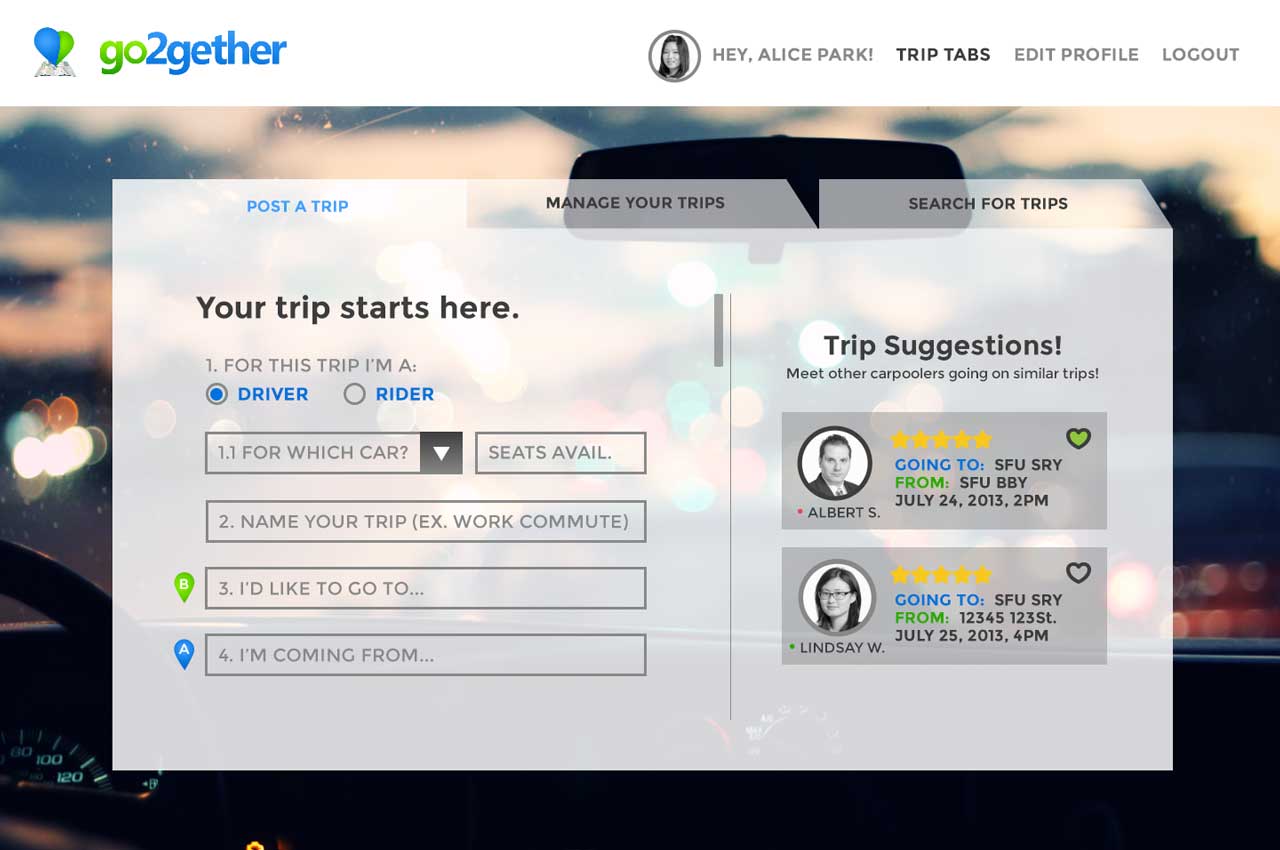 go2gether
HEY, ALICE PARK!
TRIP TABS
EDIT PROFILE
LOGOUT
POST A TRIP
MANAGE YOUR TRIPS
SEARCH FOR TRIPS
Your trip starts here.
1. FOR THIS TRIP I'M A:
DRIVER
RIDER
1.1 FOR WHICH CAR?
SEATS AVAIL.
2. NAME YOUR TRIP (EX. WORK COMMUTE)
B
3. I'D LIKE TO GO TO...
A
4. I'M COMING FROM...
Trip Suggestions!
Meet other carpoolers going on similar trips!
GOING TO: SFU SRY
FROM: SFU BBY
JULY 24, 2013, 2PM
ALBERT S.
GOING TO: SFU SRY
FROM: 12345 123St.
JULY 25, 2013, 4PM
LINDSAY W.
80
100
120